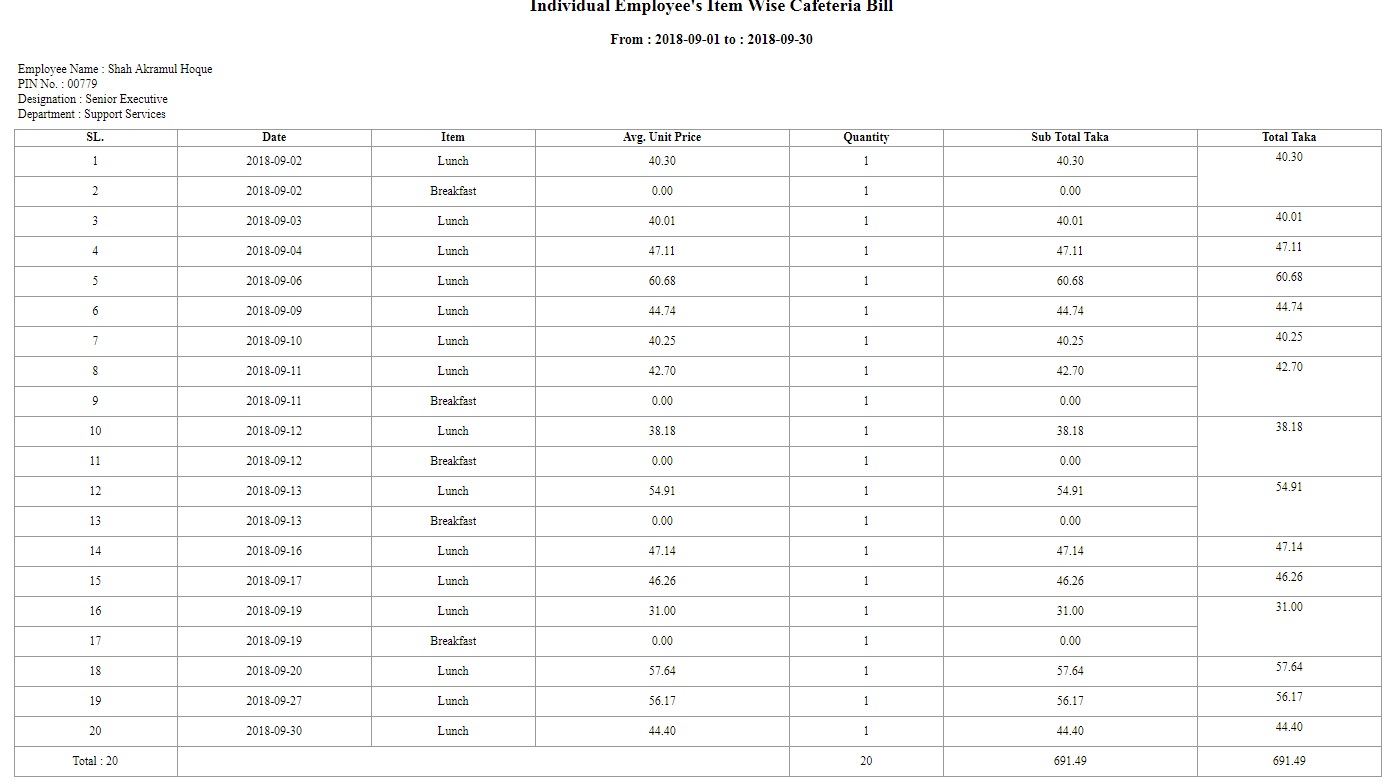 Individual Employee's Item Wise Cafeteria Bill
From : 2018-09-01 to : 2018-09-30
Employee Name : Shah Akramul Hoque
PIN No. : 00779
Designation : Senior Executive
Department : Support Services
SL. Date Item Avg. Unit Price Quantity Sub Total Taka Total Taka
1 2018-09-02 Lunch 40.30 1 40.30 40.30
2 2018-09-02 Breakfast 0.00 1 0.00
3 2018-09-03 Lunch 40.01 1 40.01 40.01
4 2018-09-04 Lunch 47.11 1 47.11 47.11
5 2018-09-06 Lunch 60.68 1 60.68 60.68
6 2018-09-09 Lunch 44.74 1 44.74 44.74
7 2018-09-10 Lunch 40.25 1 40.25 40.25
8 2018-09-11 Lunch 42.70 1 42.70 42.70
9 2018-09-11 Breakfast 0.00 1 0.00
10 2018-09-12 Lunch 38.18 1 38.18 38.18
11 2018-09-12 Breakfast 0.00 1 0.00
12 2018-09-13 Lunch 54.91 1 54.91 54.91
13 2018-09-13 Breakfast 0.00 1 0.00
14 2018-09-16 Lunch 47.14 1 47.14 47.14
15 2018-09-17 Lunch 46.26 1 46.26 46.26
16 2018-09-19 Lunch 31.00 1 31.00 31.00
17 2018-09-19 Breakfast 0.00 1 0.00
18 2018-09-20 Lunch 57.64 1 57.64 57.64
19 2018-09-27 Lunch 56.17 1 56.17 56.17
20 2018-09-30 Lunch 44.40 1 44.40 44.40
Total : 20 20 691.49 691.49